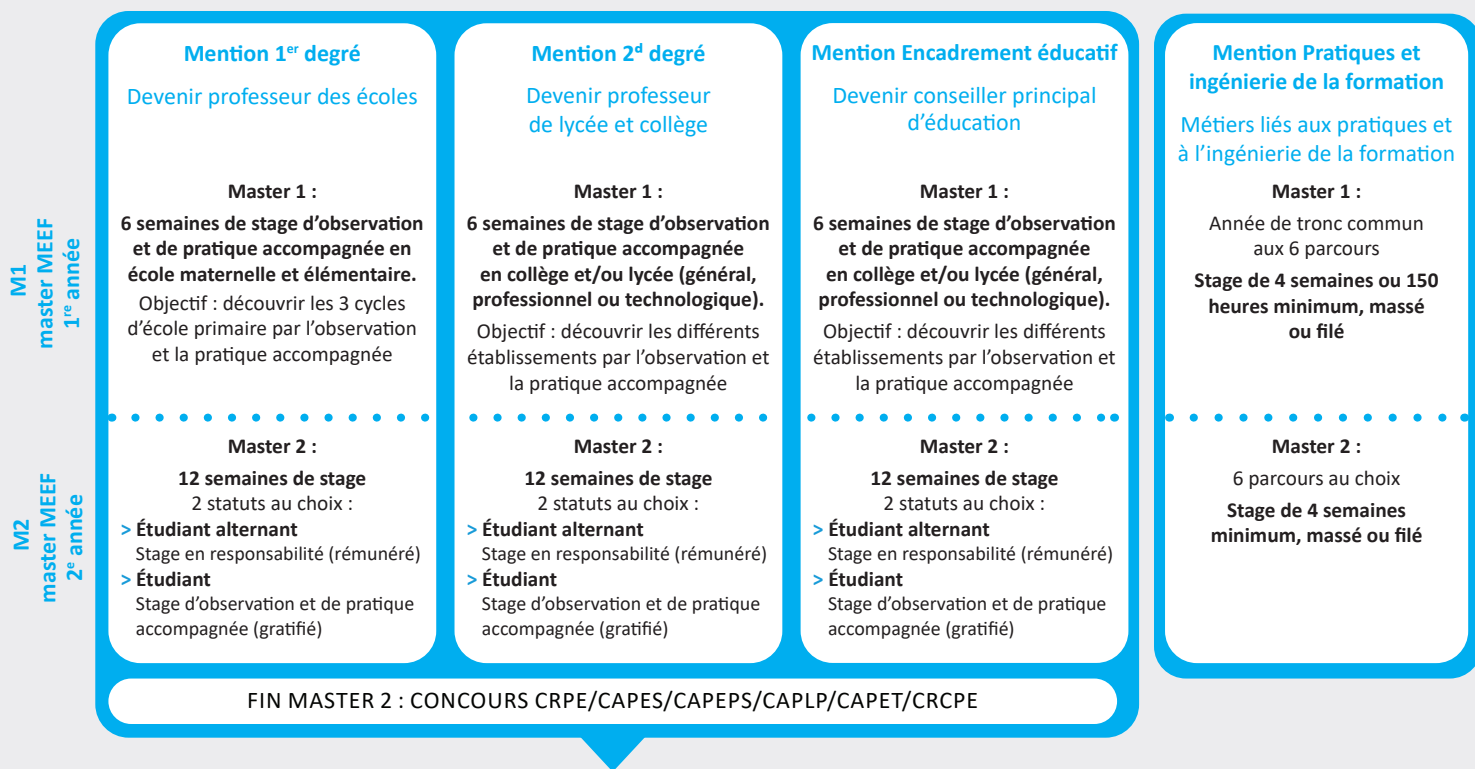 Mention 1er degré
Devenir professeur des écoles
M1
master MEEF
1re année
Master 1 :
6 semaines de stage d’observation
et de pratique accompagnée en
école maternelle et élémentaire.
Objectif : découvrir les 3 cycles
d’école primaire par l’observation
et la pratique accompagnée
M2
master MEEF
2e année
Master 2 :
12 semaines de stage
2 statuts au choix :
> Étudiant alternant
Stage en responsabilité (rémunéré)
> Étudiant
Stage d’observation et de pratique
accompagnée (gratifié)
Mention 2d degré
Devenir professeur
de lycée et collège
Master 1 :
6 semaines de stage d’observation
et de pratique accompagnée
en collège et/ou lycée (général,
professionnel ou technologique).
Objectif : découvrir les différents
établissements par l’observation et
la pratique accompagnée
Master 2 :
12 semaines de stage
2 statuts au choix :
> Étudiant alternant
Stage en responsabilité (rémunéré)
> Étudiant
Stage d’observation et de pratique
accompagnée (gratifié)
Mention Encadrement éducatif
Devenir conseiller principal
d’éducation
Master 1 :
6 semaines de stage d’observation
et de pratique accompagnée
en collège et/ou lycée (général,
professionnel ou technologique).
Objectif : découvrir les différents
établissements par l’observation et
la pratique accompagnée
Master 2 :
12 semaines de stage
2 statuts au choix :
> Étudiant alternant
Stage en responsabilité (rémunéré)
> Étudiant
Stage d’observation et de pratique
accompagnée (gratifié)
FIN MASTER 2 : CONCOURS CRPE/CAPES/CAPEPS/CAPLP/CAPET/CRCPE
Mention Pratiques et
ingénierie de la formation
Métiers liés aux pratiques et
à l’ingénierie de la formation
Master 1 :
Année de tronc commun
aux 6 parcours
Stage de 4 semaines ou 150
heures minimum, massé
ou filé
Master 2 :
6 parcours au choix
Stage de 4 semaines
minimum, massé ou filé